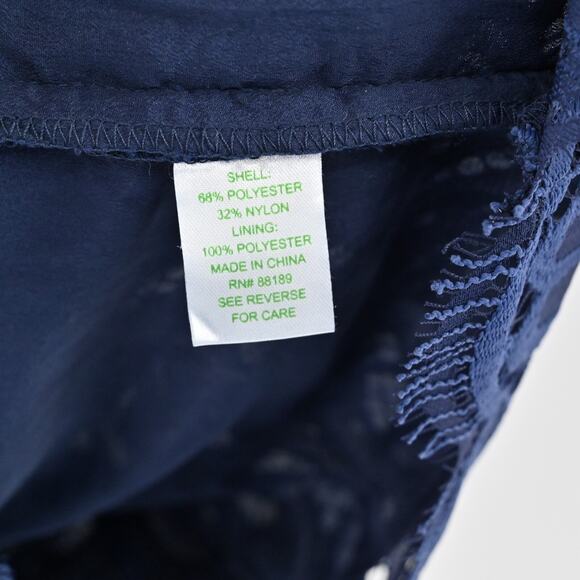 SHELL:
68% POLYESTER
32% NYLON
LINING:
100% POLYESTER
MADE IN CHINA
RN# 88189
SEE REVERSE
FOR CARE